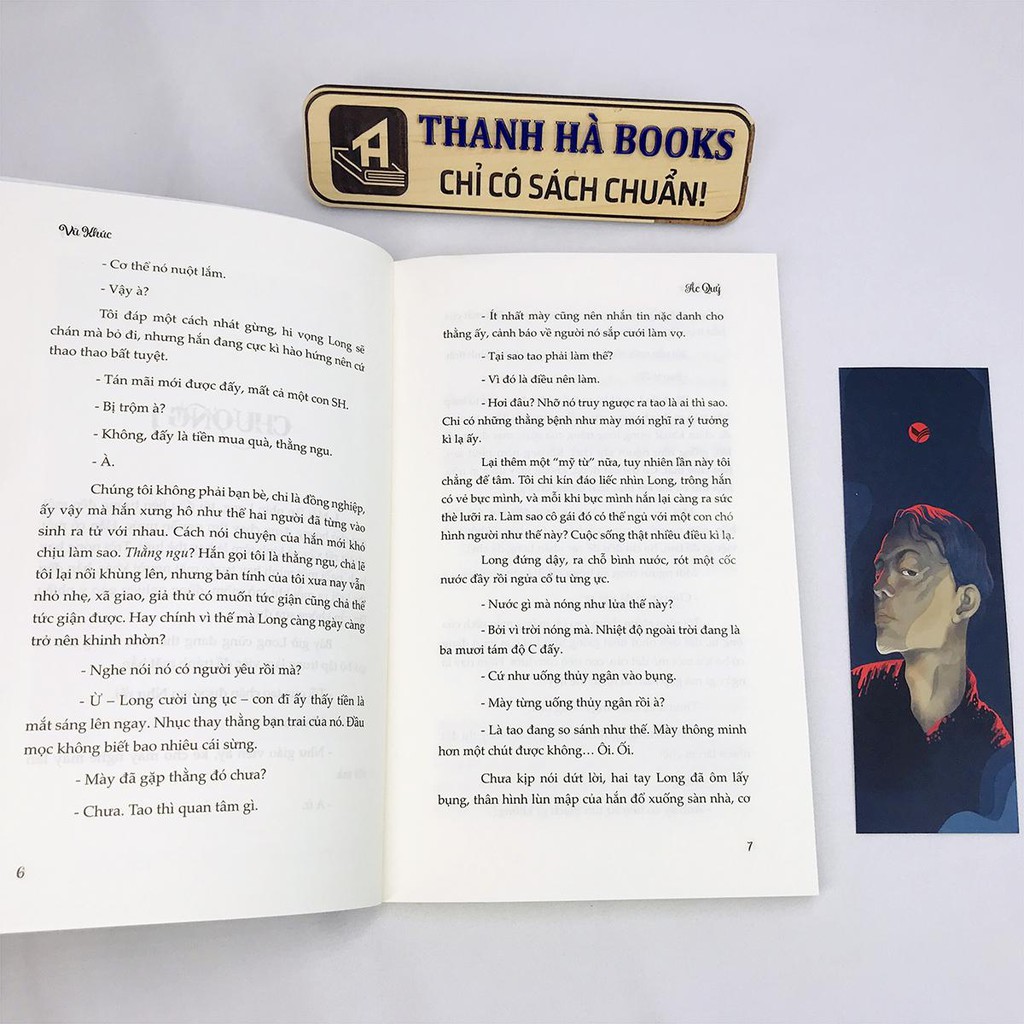 THANH HÀ BOOKS
CHỈ CÓ SÁCH CHUẨN!
Vũ Khúc
- Cơ thể nó nuột lắm.
- Vậy à?
Tôi đáp một cách nhát gừng, hi vọng Long sẽ
chán mà bỏ đi, nhưng hắn đang cực kì hào hứng nên cứ
thao thao bất tuyệt.
- Tán mãi mới được đấy, mất cả một con SH.
- Bị trộm à?
- Không, đấy là tiền mua quà, thằng ngu.
- À.
Chúng tôi không phải bạn bè, chỉ là đồng nghiệp,
ấy vậy mà hắn xưng hô như thể hai người đã từng vào
sinh ra tử với nhau. Cách nói chuyện của hắn mới khó
chịu làm sao. Thằng ngu? Hắn gọi tôi là thằng ngu, chả lẽ
tôi lại nổi khùng lên, nhưng bản tính của tôi xưa nay vẫn
nhỏ nhẹ, xã giao, giả thử có muốn tức giận cũng chả thể
tức giận được. Hay chính vì thế mà Long càng ngày càng
trở nên khinh nhờn?
- Nghe nói nó có người yêu rồi mà?
- Ừ – Long cười ủng ục – con đĩ ấy thấy tiền là
mắt sáng lên ngay. Nhục thay thằng bạn trai của nó. Đầu
mọc không biết bao nhiêu cái sừng.
- Mày đã gặp thằng đó chưa?
- Chưa. Tao thì quan tâm gì.
6
Ác Quỷ
- Ít nhất mày cũng nên nhắn tin nặc danh cho
thằng ấy, cảnh báo về người nó sắp cưới làm vợ.
- Tại sao tao phải làm thế?
- Vì đó là điều nên làm.
- Hơi đâu? Nhỡ nó truy ngược ra tao là ai thì sao.
Chỉ có những thằng bệnh như mày mới nghĩ ra ý tưởng
kì lạ ấy.
Lại thêm một “mỹ từ” nữa, tuy nhiên lần này tôi
chẳng để tâm. Tôi chỉ kín đáo liếc nhìn Long, trông hắn
có vẻ bực mình, và mỗi khi bực mình hắn lại càng ra sức
thè lưỡi ra. Làm sao cô gái đó có thể ngủ với một con chó
hình người như thế này? Cuộc sống thật nhiều điều kì lạ.
Long đứng dậy, ra chỗ bình nước, rót một cốc
nước đầy rồi ngửa cổ tu ừng ực.
- Nước gì mà nóng như lửa thế này?
- Bởi vì trời nóng mà. Nhiệt độ ngoài trời đang là
ba mươi tám độ C đấy.
- Cứ như uống thủy ngân vào bụng.
- Mày từng uống thủy ngân rồi à?
- Là tao đang so sánh như thế. Mày thông minh
hơn một chút được không… Ôi. Ối.
Chưa kịp nói dứt lời, hai tay Long đã ôm lấy
bụng, thân hình lùn mập của hắn đổ xuống sàn nhà, cơ
7